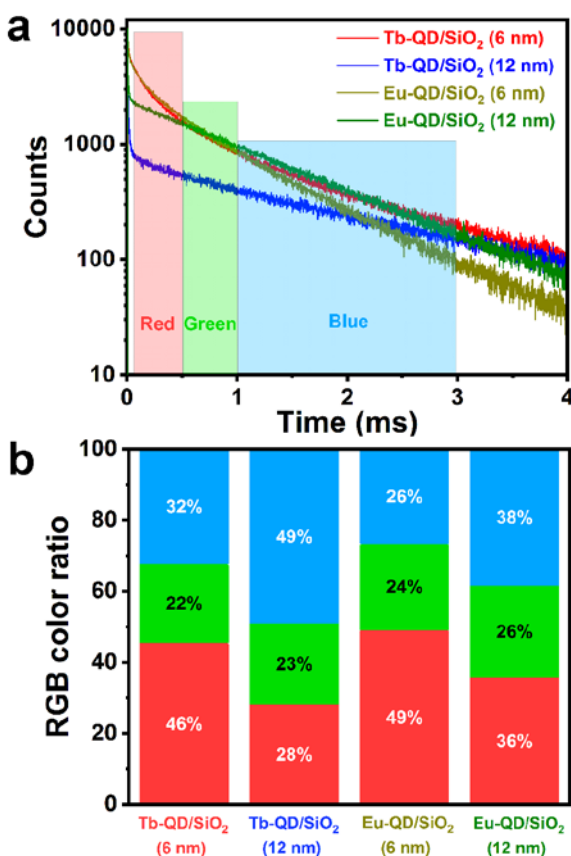 a
10000
1000
100
10
Counts
Tb-QD/SiO₂ (6 nm)
Tb-QD/SiO₂ (12 nm)
Eu-QD/SiO₂ (6 nm)
Eu-QD/SiO₂ (12 nm)
Red
Green
Blue
0
1
2
3
4
Time (ms)
b
100
80
60
40
20
0
RGB color ratio
32%
22%
46%
49%
23%
28%
26%
24%
49%
38%
26%
36%
Tb-QD/SiO₂
(6 nm)
Tb-QD/SiO₂
(12 nm)
Eu-QD/SiO₂
(6 nm)
Eu-QD/SiO₂
(12 nm)